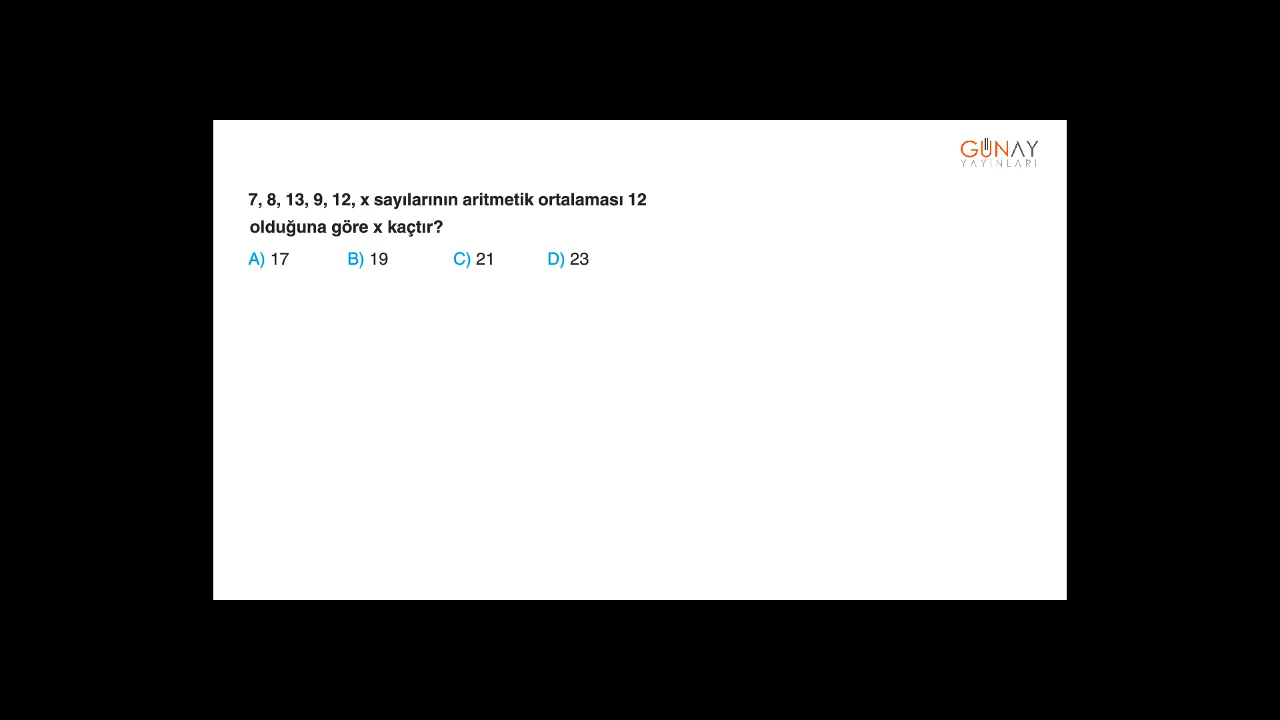 GÜNAY
YAYINLARI
7, 8, 13, 9, 12, x sayılarının aritmetik ortalaması 12
olduğuna göre x kaçtır?
A) 17 B) 19 C) 21 D) 23